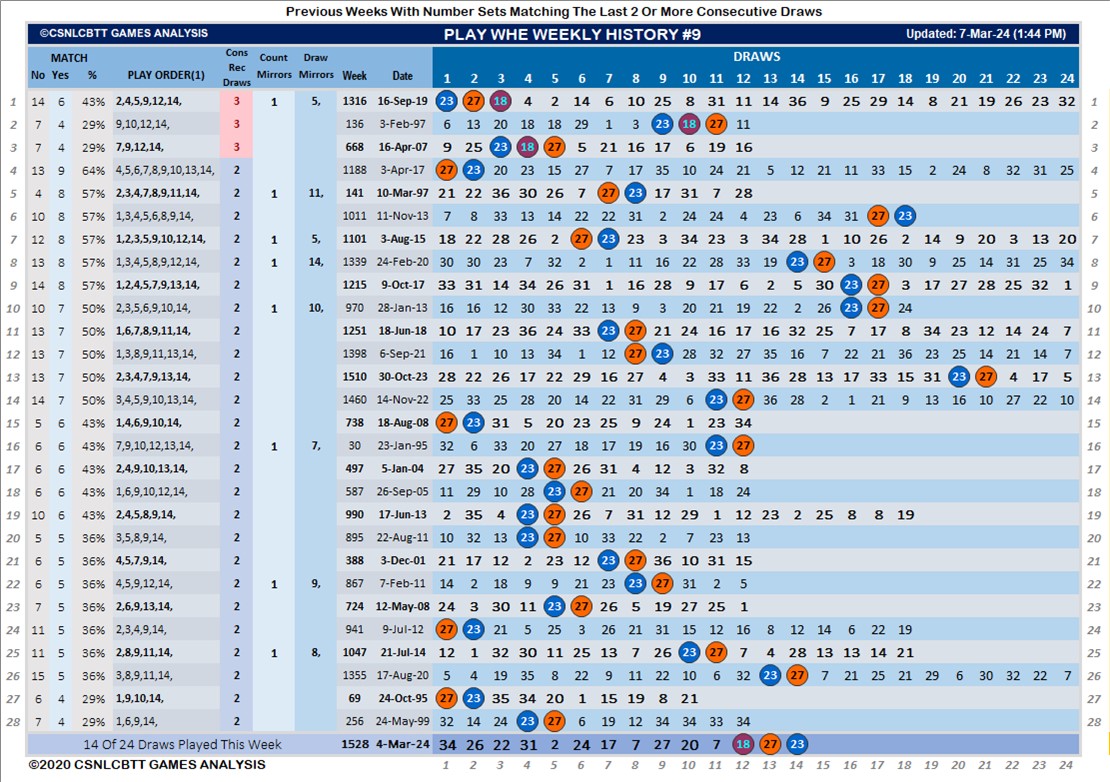 Previous Weeks With Number Sets Matching The Last 2 Or More Consecutive Draws
©CSNLCBTT GAMES ANALYSIS PLAY WHE WEEKLY HISTORY #9 Updated: 7-Mar-24 (1:44 PM)
MATCH Cons Rec Draws Count Mirrors Draw Mirrors DRAWS
No Yes % PLAY ORDER(1) Week Date 1 2 3 4 5 6 7 8 9 10 11 12 13 14 15 16 17 18 19 20 21 22 23 24
1 14 6 43% 2,4,5,9,12,14, 3 1 5, 1316 16-Sep-19 23 27 18 4 2 14 6 10 25 8 31 11 14 36 9 25 29 14 8 21 19 26 23 32 1
2 7 4 29% 9,10,12,14, 3 136 3-Feb-97 6 13 20 18 18 29 1 3 23 18 27 12 2
3 7 4 29% 7,9,12,14, 3 668 16-Apr-07 9 25 23 18 27 5 21 16 17 6 19 16 3
4 13 9 64% 4,5,6,7,8,9,10,13,14, 2 1188 3-Apr-17 27 23 20 23 15 27 7 17 35 10 24 21 5 12 21 11 33 15 2 24 8 32 31 25 4
5 4 8 57% 2,3,4,7,8,9,11,14, 2 1 11, 141 10-Mar-97 21 22 36 30 26 7 27 23 17 31 7 28 5
6 10 8 57% 1,3,4,5,6,8,9,14, 2 1011 11-Nov-13 7 8 33 13 14 22 22 31 2 24 24 4 23 6 34 31 27 23 6
7 12 8 57% 1,2,3,5,9,10,12,14, 2 1 5, 1101 3-Aug-15 18 22 28 26 2 27 23 23 3 34 23 3 34 28 1 10 26 2 14 9 20 3 13 20 7
8 13 8 57% 1,3,4,5,8,9,12,14, 2 1 14, 1339 24-Feb-20 30 30 23 7 32 2 1 11 16 22 28 33 19 23 27 3 18 30 9 25 14 31 25 34 8
9 14 8 57% 1,2,4,5,7,9,13,14, 2 1215 9-Oct-17 33 31 14 34 26 31 1 16 28 9 17 6 2 5 30 23 27 3 17 27 28 25 32 1 9
10 10 7 50% 2,3,5,6,9,10,14, 2 1 10, 970 28-Jan-13 16 16 12 30 33 22 13 9 3 20 21 19 22 2 26 23 27 24 10
11 13 7 50% 1,6,7,8,9,11,14, 2 1251 18-Jun-18 10 17 23 36 24 33 23 27 21 24 16 17 16 32 25 7 17 8 34 23 12 14 24 7 11
12 13 7 50% 1,3,8,9,11,13,14, 2 1398 6-Sep-21 16 1 10 13 34 1 12 27 23 28 32 27 35 16 7 22 21 36 23 25 14 21 14 7 12
13 13 7 50% 2,3,4,7,9,13,14, 2 1510 30-Oct-23 28 22 26 17 22 29 16 27 4 3 33 11 36 28 13 17 33 15 31 23 27 4 17 5 13
14 14 7 50% 3,4,5,9,10,13,14, 2 1460 14-Nov-22 25 33 25 28 20 14 22 31 29 6 23 27 36 28 2 1 21 9 13 16 10 27 22 10 14
15 5 6 43% 1,4,6,9,10,14, 2 738 18-Aug-08 27 23 31 5 20 23 25 9 24 1 23 34 15
16 6 6 43% 7,9,10,12,13,14, 2 1 7, 30 23-Jan-95 32 6 33 20 27 18 17 35 16 30 23 27 16
17 6 6 43% 2,4,9,10,13,14, 2 497 5-Jan-04 27 35 20 23 27 26 31 4 12 3 32 8 17
18 6 6 43% 1,6,9,10,12,14, 2 587 26-Sep-05 11 29 10 28 23 27 21 20 34 1 18 24 18
19 10 6 43% 2,4,5,8,9,14, 2 990 17-Jun-13 2 35 4 23 27 26 7 31 12 29 1 12 23 2 25 8 8 19 19
20 5 5 36% 3,5,8,9,14, 2 895 22-Aug-11 10 32 13 23 27 10 33 22 2 7 23 13 20
21 6 5 36% 4,5,7,9,14, 2 388 3-Dec-01 21 17 12 2 23 12 23 27 36 10 31 15 21
22 6 5 36% 4,5,9,12,14, 2 1 9, 867 7-Feb-11 14 2 18 9 9 21 22 23 27 31 2 5 22
23 7 5 36% 2,6,9,13,14, 2 724 12-May-08 24 3 30 11 23 27 26 5 19 27 25 1 23
24 11 5 36% 2,3,4,9,14, 2 941 9-Jul-12 27 23 21 5 25 3 26 21 31 15 12 16 8 12 14 6 22 19 24
25 11 5 36% 2,8,9,11,14, 2 1 8, 1047 21-Jul-14 12 1 32 30 11 25 13 7 26 23 27 7 4 28 13 13 14 21 25
26 15 5 36% 3,8,9,11,14, 2 1355 17-Aug-20 5 4 19 35 8 22 9 11 22 10 6 32 23 27 7 21 25 21 29 6 30 32 22 7 26
27 6 4 29% 1,9,10,14, 2 69 24-Oct-95 27 23 35 34 20 1 15 19 8 21 27
28 7 4 29% 1,6,9,14, 2 256 24-May-99 32 14 24 23 27 6 19 12 34 34 33 34 28
14 Of 24 Draws Played This Week 1528 4-Mar-24 34 26 22 31 2 24 17 7 27 20 7 18 27 23
©2020 CSNLCBTT GAMES ANALYSIS 1 2 3 4 5 6 7 8 9 10 11 12 13 14 15 16 17 18 19 20 21 22 23 24